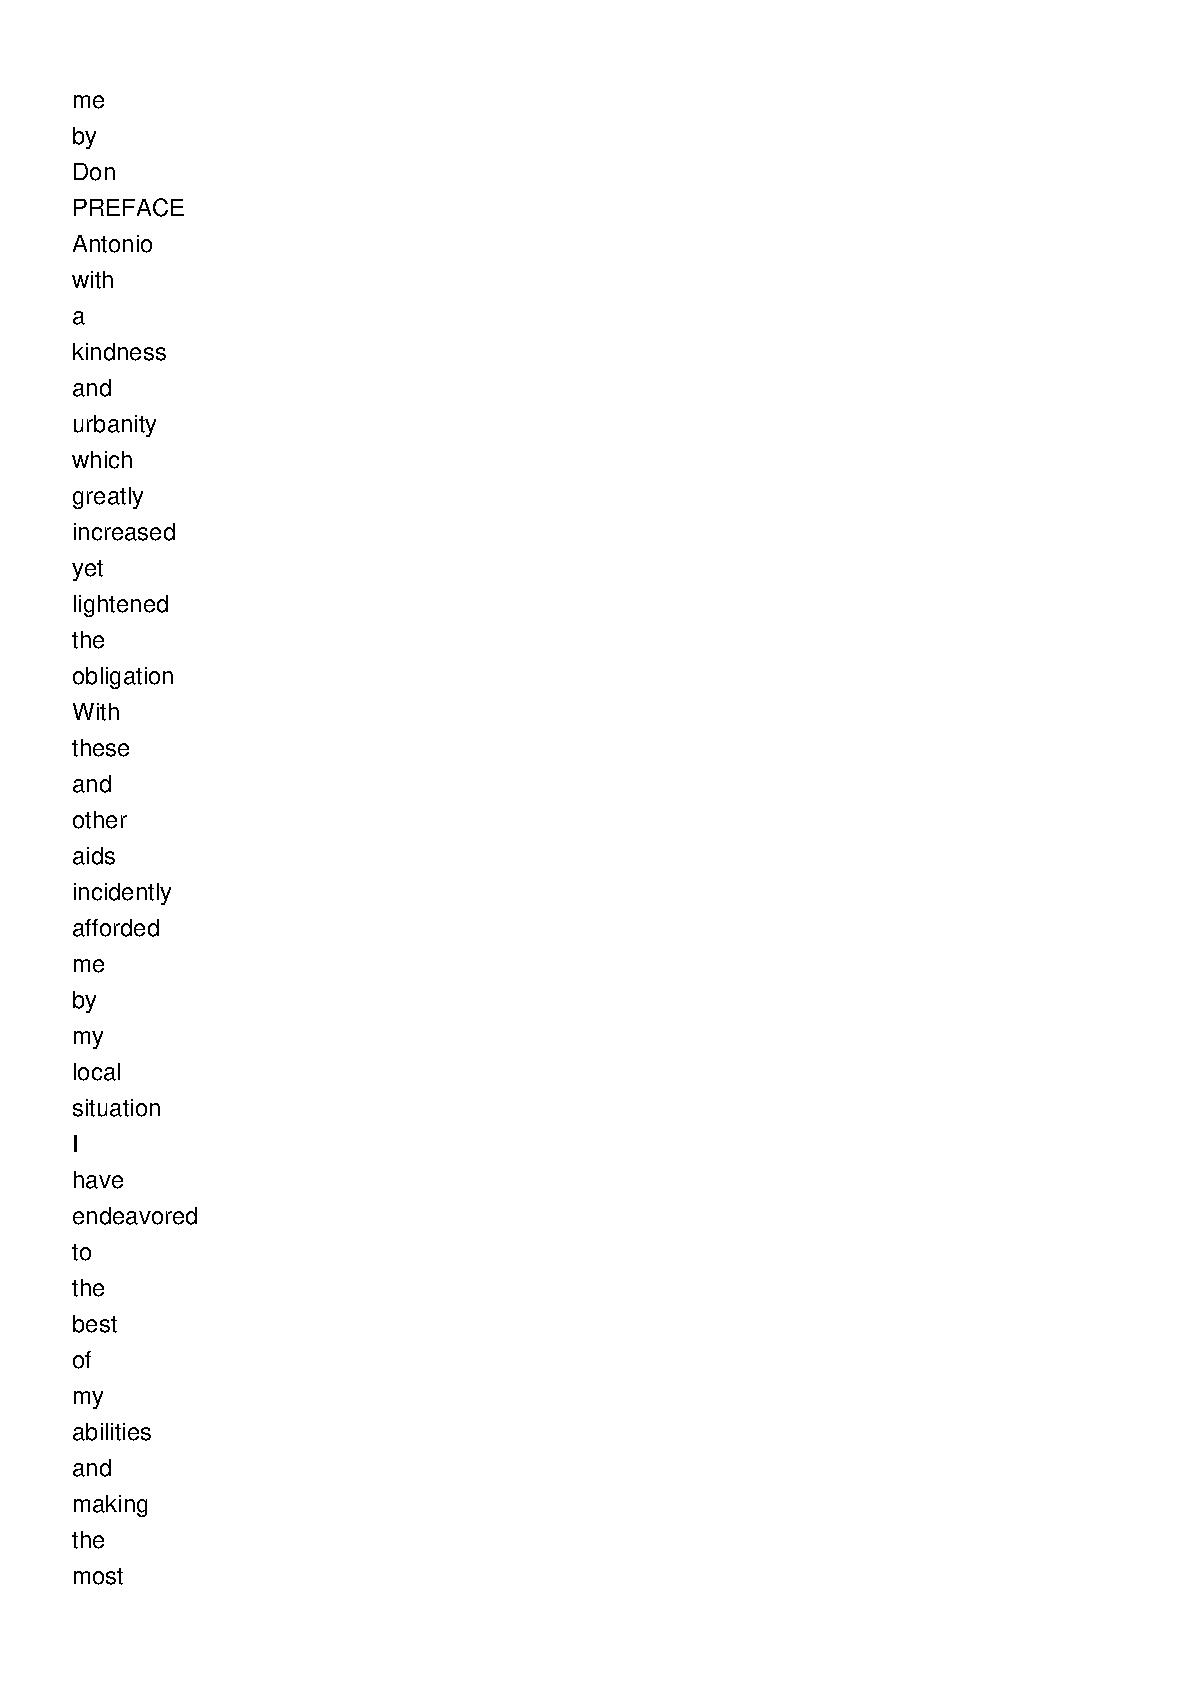 me
by
Don
PREFACE
Antonio
with
a
kindness
and
urbanity
which
greatly
increased
yet
lightened
the
obligation
With
these
and
other
aids
incidently
afforded
me
by
my
local
situation
I
have
endeavored
to
the
best
of
my
abilities
and
making
the
most